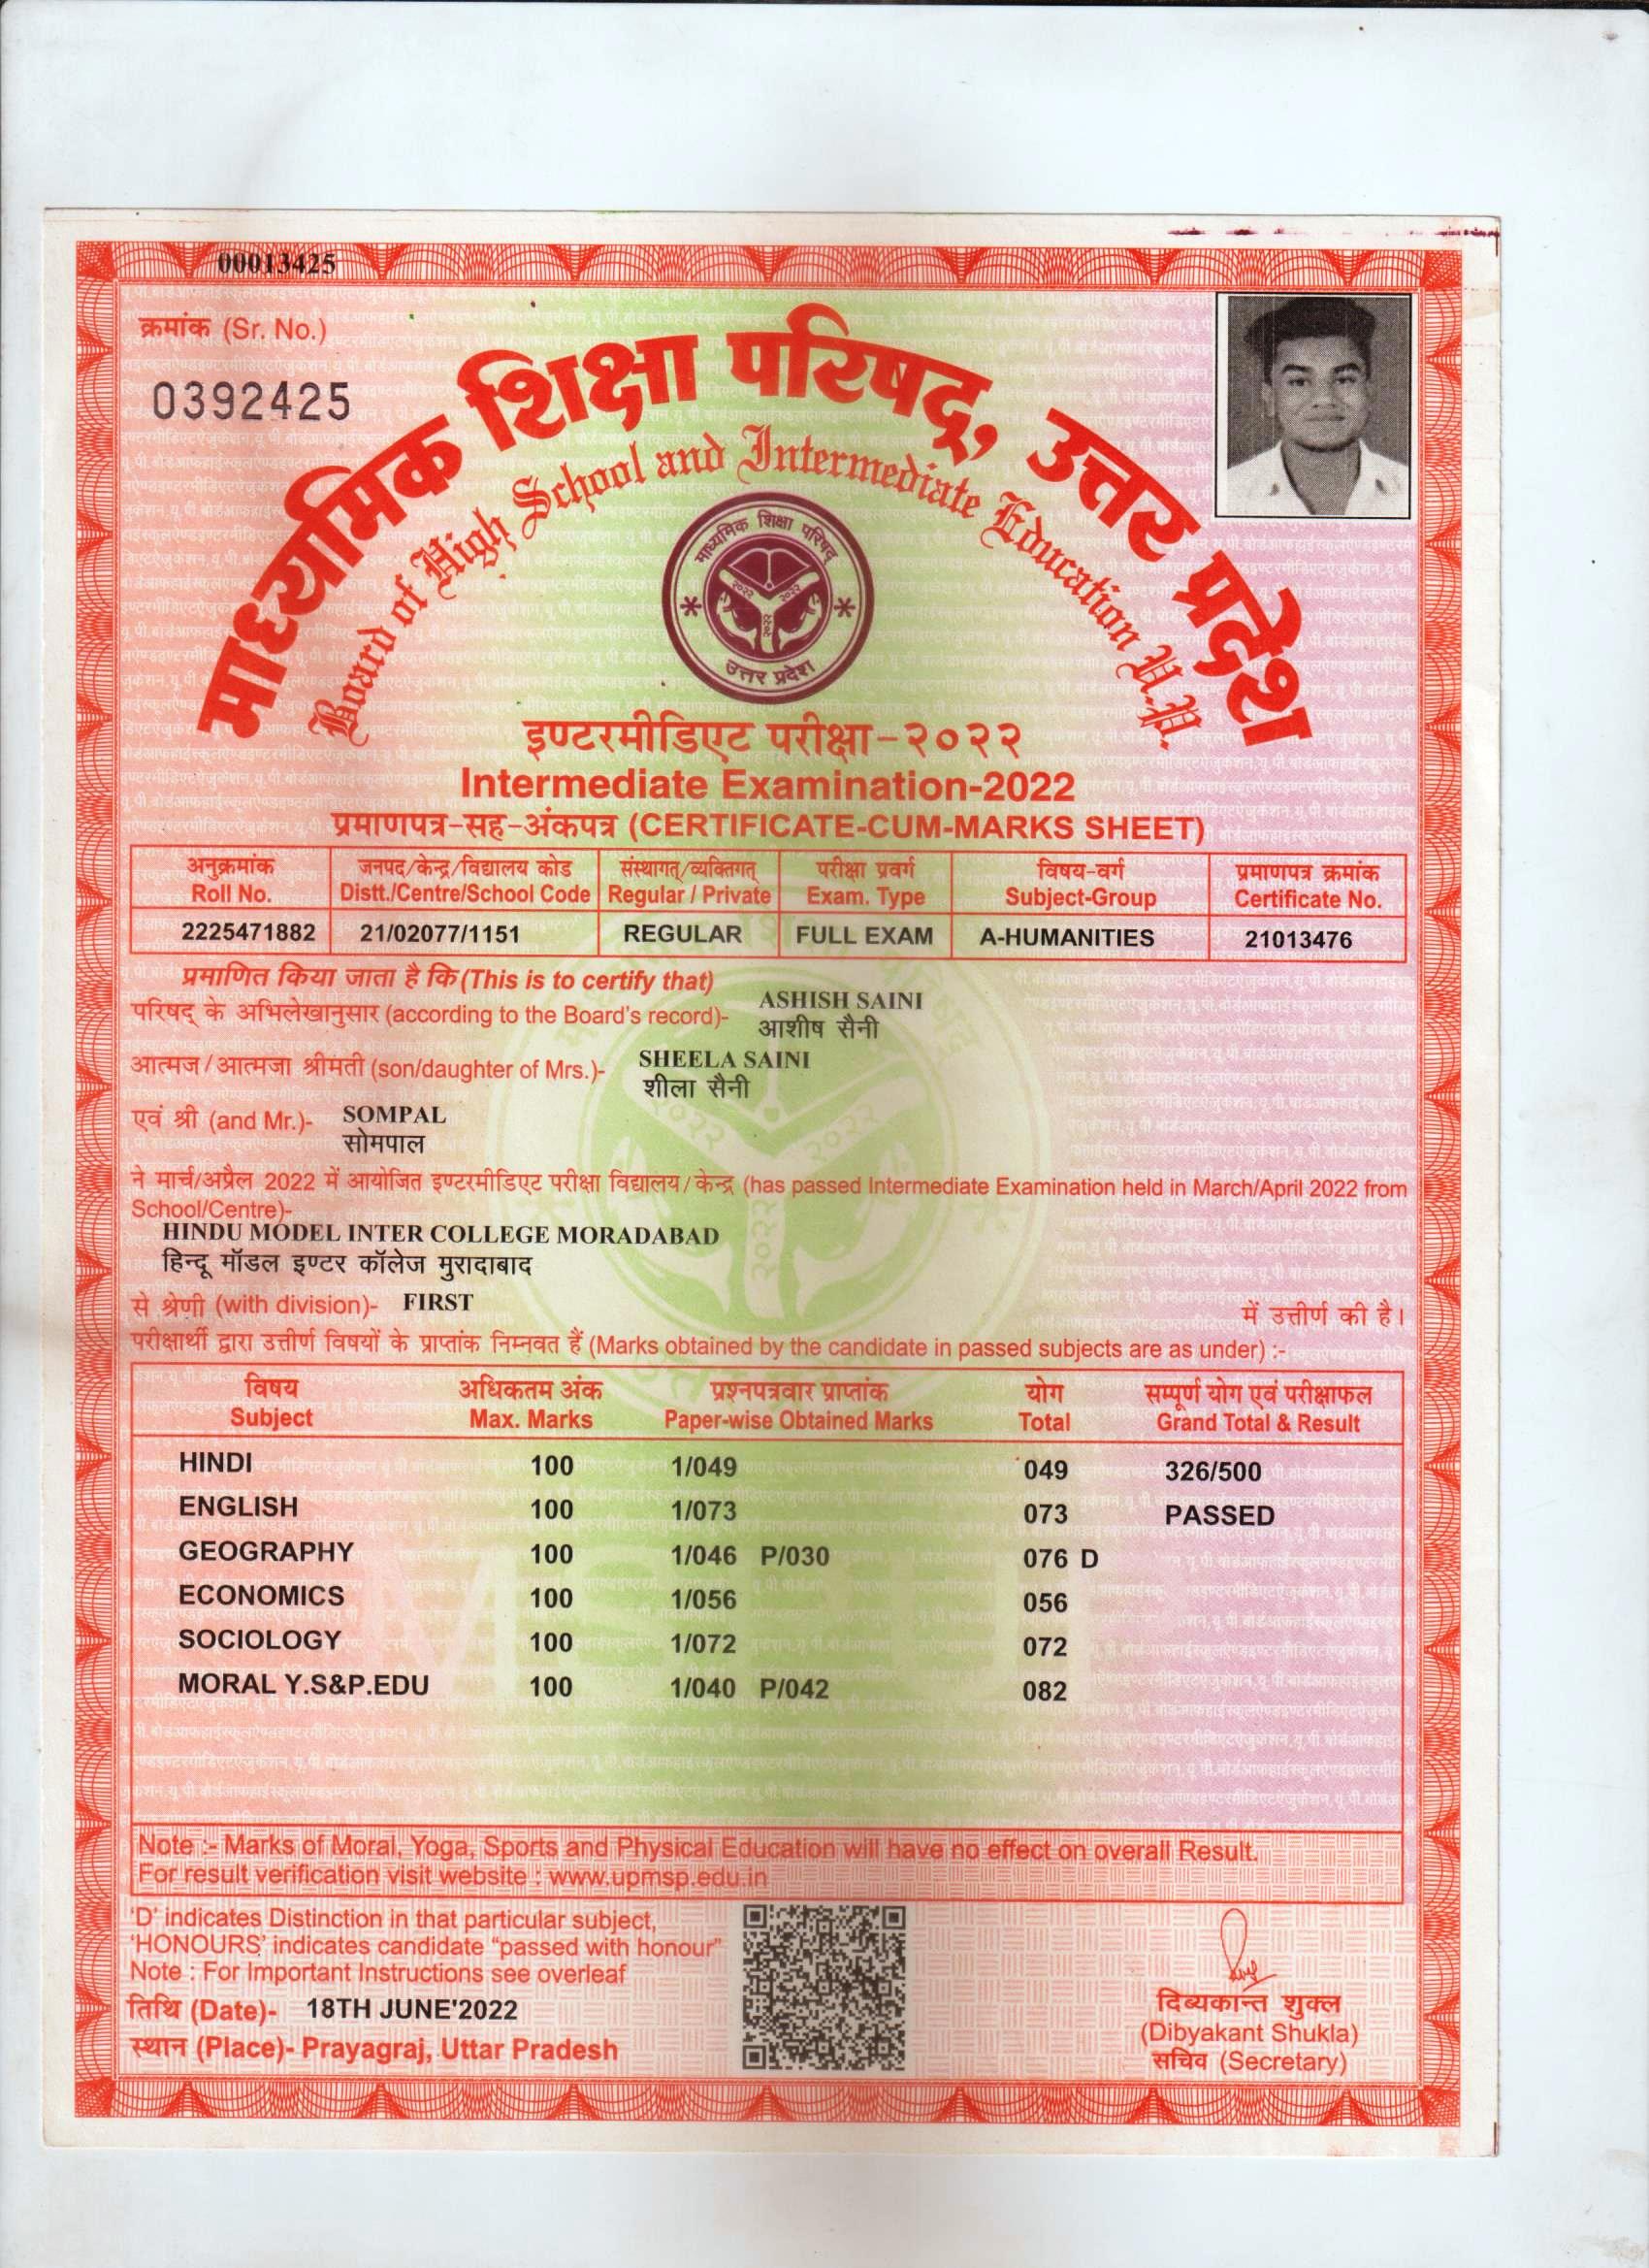 00013425
क्रमांक (Sr. No.)
0392425
माध्यमिक शिक्षा परिषद्, उत्तर प्रदेश
Board of High School and Intermediate Education U.P.
माध्यमिक शिक्षा परिषद
२०२२ २०२२
२०२२
उत्तर प्रदेश
इण्टरमीडिएट परीक्षा-२०२२
Intermediate Examination-2022
प्रमाणपत्र-सह-अंकपत्र (CERTIFICATE-CUM-MARKS SHEET)
अनुक्रमांक जनपद/केन्द्र/विद्यालय कोड संस्थागत्/व्यक्तिगत् परीक्षा प्रवर्ग विषय-वर्ग प्रमाणपत्र क्रमांक
Roll No. Distt./Centre/School Code Regular / Private Exam. Type Subject-Group Certificate No.
2225471882 21/02077/1151 REGULAR FULL EXAM A-HUMANITIES 21013476
प्रमाणित किया जाता है कि (This is to certify that)
ASHISH SAINI
परिषद् के अभिलेखानुसार (according to the Board's record)-
आशीष सैनी
SHEELA SAINI
आत्मज/आत्मजा श्रीमती (son/daughter of Mrs.)-
शीला सैनी
एवं श्री (and Mr.)- SOMPAL
सोमपाल
ने मार्च/अप्रैल 2022 में आयोजित इण्टरमीडिएट परीक्षा विद्यालय/केन्द्र (has passed Intermediate Examination held in March/April 2022 from
School/Centre)-
HINDU MODEL INTER COLLEGE MORADABAD
हिन्दू मॉडल इण्टर कॉलेज मुरादाबाद
से श्रेणी (with division)- FIRST में उत्तीर्ण की है।
परीक्षार्थी द्वारा उत्तीर्ण विषयों के प्राप्तांक निम्नवत हैं (Marks obtained by the candidate in passed subjects are as under) :-
विषय अधिकतम अंक प्रश्नपत्रवार प्राप्तांक योग सम्पूर्ण योग एवं परीक्षाफल
Subject Max. Marks Paper-wise Obtained Marks Total Grand Total & Result
HINDI 100 1/049 049 326/500
ENGLISH 100 1/073 073 PASSED
GEOGRAPHY 100 1/046 P/030 076 D
ECONOMICS 100 1/056 056
SOCIOLOGY 100 1/072 072
MORAL Y.S&P.EDU 100 1/040 P/042 082
Note :- Marks of Moral, Yoga, Sports and Physical Education will have no effect on overall Result.
For result verification visit website : www.upmsp.edu.in
'D' indicates Distinction in that particular subject,
'HONOURS' indicates candidate "passed with honour"
Note : For Important Instructions see overleaf
तिथि (Date)- 18TH JUNE'2022
स्थान (Place)- Prayagraj, Uttar Pradesh
दिब्यकान्त शुक्ल
(Dibyakant Shukla)
सचिव (Secretary)